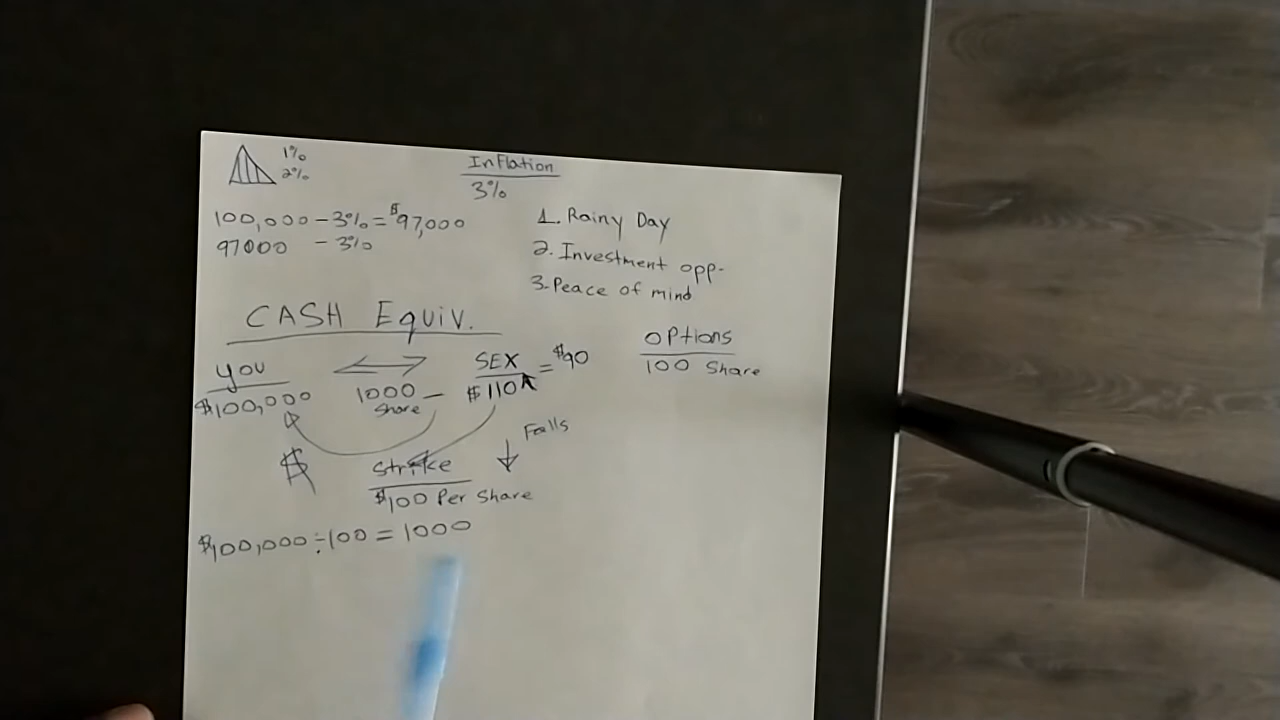 1%
2%
Inflation
3%
100,000 - 3% = $97,000
97000 - 3%
1. Rainy Day
2. Investment opp-
3. Peace of mind
CASH Equiv.
you
$100,000
1000
Share
SEX = $90
$110
Options
100 Share
Falls
$
Strike
$100 Per Share
$100,000 ÷ 100 = 1000